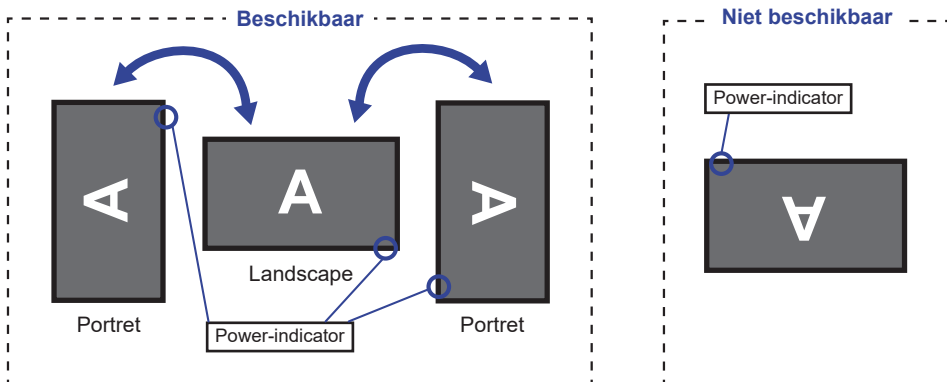 Beschikbaar
A
A
A
Landscape
Portret
Power-indicator
Portret
Niet beschikbaar
Power-indicator
A